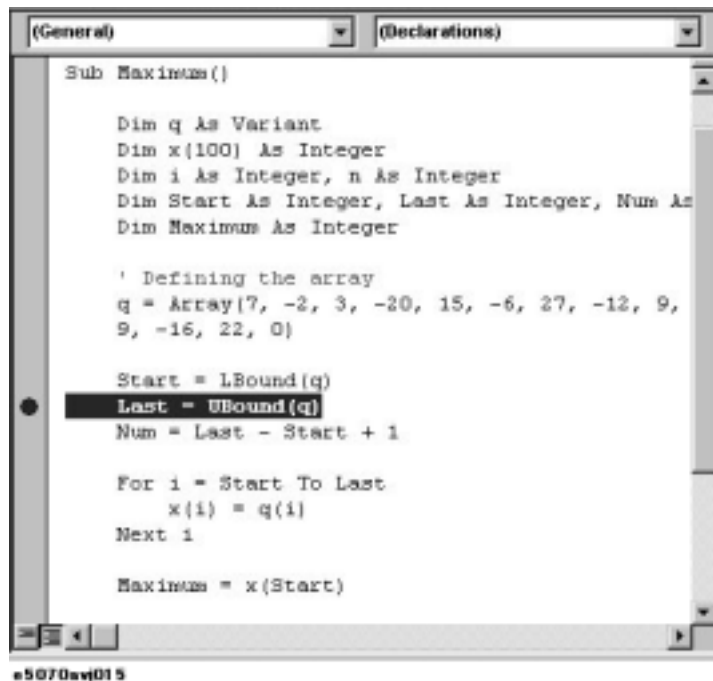 (General) (Declarations)
Sub Maximum()
Dim q As Variant
Dim x(100) As Integer
Dim i As Integer, n As Integer
Dim Start As Integer, Last As Integer, Num As
Dim Maximum As Integer
' Defining the array
q = Array(7, -2, 3, -20, 15, -6, 27, -12, 9,
9, -16, 22, 0)
Start = LBound(q)
Last = UBound(q)
Num = Last - Start + 1
For i = Start To Last
x(i) = q(i)
Next i
Maximum = x(Start)
e5070avj015